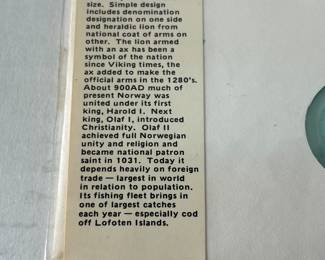 size. Simple design
includes denomination
designation on one side
and heraldic lion from
national coat of arms on
other. The lion armed
with an ax has been a
symbol of the nation
since Viking times, the
ax added to make the
official arms in the 1280's.
About 900AD much of
present Norway was
united under its first
king, Harold I. Next
king, Olaf I, introduced
Christianity. Olaf II
achieved full Norwegian
unity and religion and
became national patron
saint in 1031. Today it
depends heavily on foreign
trade — largest in world
in relation to population.
Its fishing fleet brings in
one of largest catches
each year — especially cod
off Lofoten Islands.